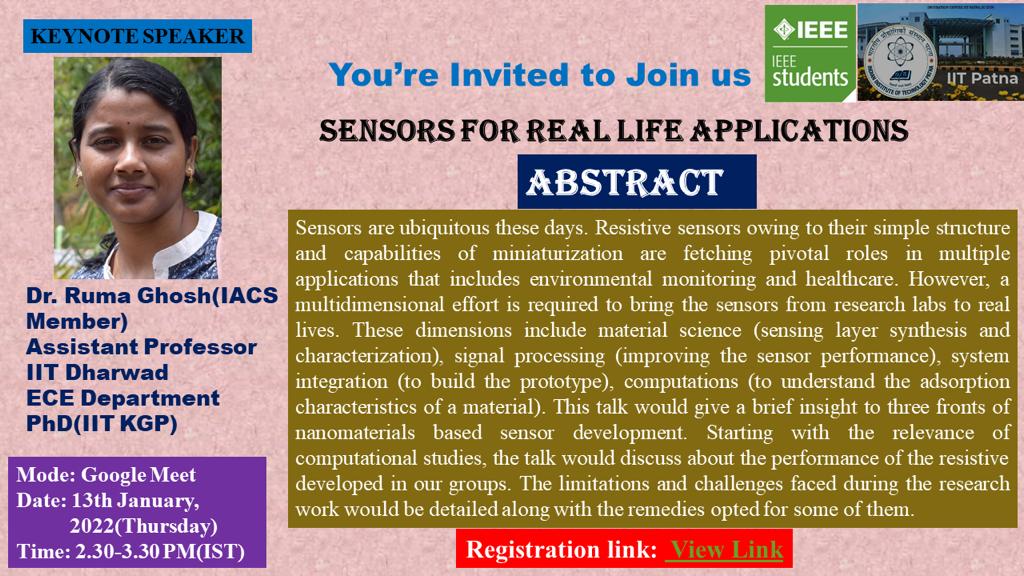 KEYNOTE SPEAKER
You're Invited to Join us
IEEE
IEEE
students
IIT Patna
SENSORS FOR REAL LIFE APPLICATIONS
ABSTRACT
Sensors are ubiquitous these days. Resistive sensors owing to their simple structure
and capabilities of miniaturization are fetching pivotal roles in multiple
applications that includes environmental monitoring and healthcare. However, a
multidimensional effort is required to bring the sensors from research labs to real
lives. These dimensions include material science (sensing layer synthesis and
characterization), signal processing (improving the sensor performance), system
integration (to build the prototype), computations (to understand the adsorption
characteristics of a material). This talk would give a brief insight to three fronts of
nanomaterials based sensor development. Starting with the relevance of
computational studies, the talk would discuss about the performance of the resistive
developed in our groups. The limitations and challenges faced during the research
work would be detailed along with the remedies opted for some of them.
Dr. Ruma Ghosh(IACS
Member)
Assistant Professor
IIT Dharwad
ECE Department
PhD(IIT KGP)
Mode: Google Meet
Date: 13th January,
2022(Thursday)
Time: 2.30-3.30 PM(IST)
Registration link: View Link